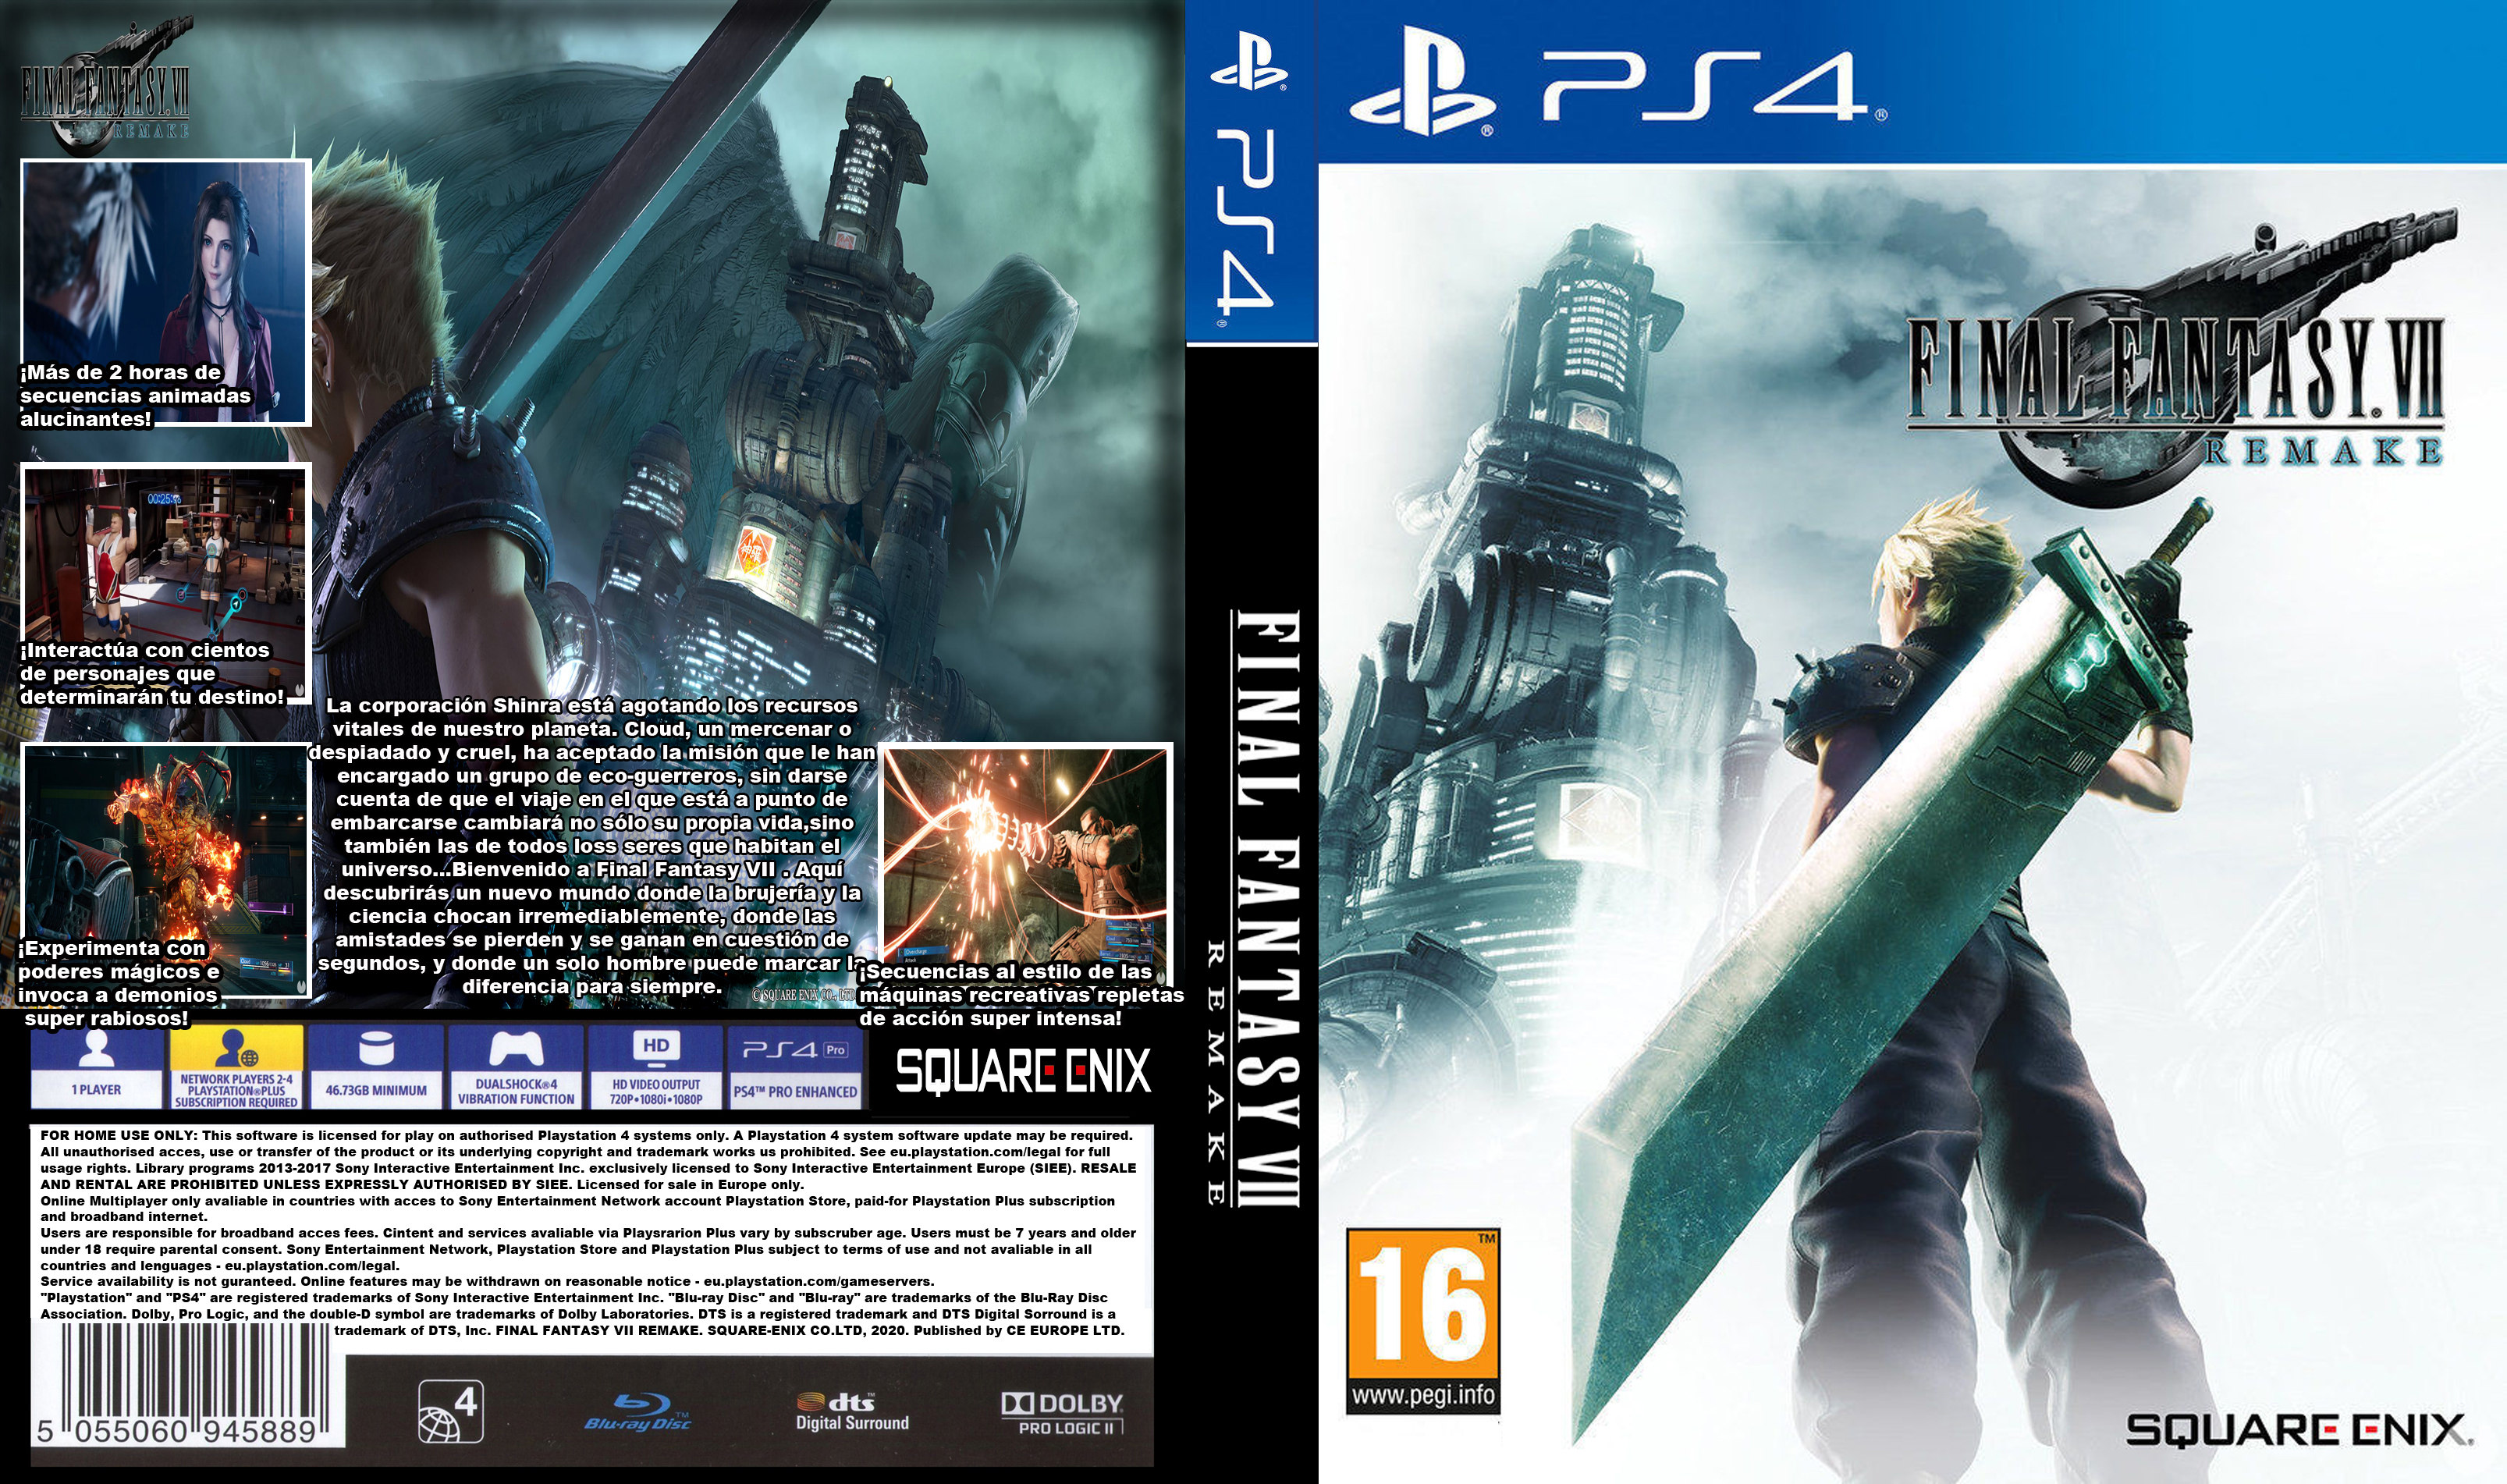 FINAL FANTASY VII
REMAKE
¡Más de 2 horas de
secuencias animadas
alucinantes!
00:25
¡Interactúa con cientos
de personajes que
determinarán tu destino!
¡Experimenta con
poderes mágicos e
invoca a demonios
super rabiosos!
La corporación Shinra está agotando los recursos
vitales de nuestro planeta. Cloud, un mercenar o
despiadado y cruel, ha aceptado la misión que le han
encargado un grupo de eco-guerreros, sin darse
cuenta de que el viaje en el que está a punto de
embarcarse cambiará no sólo su propia vida,sino
también las de todos loss seres que habitan el
universo...Bienvenido a Final Fantasy VII . Aquí
descubrirás un nuevo mundo donde la brujería y la
ciencia chocan irremediablemente, donde las
amistades se pierden y se ganan en cuestión de
segundos, y donde un solo hombre puede marcar la
diferencia para siempre.
© SQUARE ENIX CO., LTD
¡Secuencias al estilo de las
máquinas recreativas repletas
de acción super intensa!
1 PLAYER
NETWORK PLAYERS 2-4
PLAYSTATION®PLUS
SUBSCRIPTION REQUIRED
46.73GB MINIMUM
DUALSHOCK®4
VIBRATION FUNCTION
HD
HD VIDEO OUTPUT
720P•1080i•1080P
PS4 Pro
PS4™ PRO ENHANCED
SQUARE ENIX
FOR HOME USE ONLY: This software is licensed for play on authorised Playstation 4 systems only. A Playstation 4 system software update may be required.
All unauthorised acces, use or transfer of the product or its underlying copyright and trademark works us prohibited. See eu.playstation.com/legal for full
usage rights. Library programs 2013-2017 Sony Interactive Entertainment Inc. exclusively licensed to Sony Interactive Entertainment Europe (SIEE). RESALE
AND RENTAL ARE PROHIBITED UNLESS EXPRESSLY AUTHORISED BY SIEE. Licensed for sale in Europe only.
Online Multiplayer only avaliable in countries with acces to Sony Entertainment Network account Playstation Store, paid-for Playstation Plus subscription
and broadband internet.
Users are responsible for broadband acces fees. Cintent and services avaliable via Playsrarion Plus vary by subscruber age. Users must be 7 years and older
under 18 require parental consent. Sony Entertainment Network, Playstation Store and Playstation Plus subject to terms of use and not avaliable in all
countries and lenguages - eu.playstation.com/legal.
Service availability is not guranteed. Online features may be withdrawn on reasonable notice - eu.playstation.com/gameservers.
"Playstation" and "PS4" are registered trademarks of Sony Interactive Entertainment Inc. "Blu-ray Disc" and "Blu-ray" are trademarks of the Blu-Ray Disc
Association. Dolby, Pro Logic, and the double-D symbol are trademarks of Dolby Laboratories. DTS is a registered trademark and DTS Digital Sorround is a
trademark of DTS, Inc. FINAL FANTASY VII REMAKE. SQUARE-ENIX CO.LTD, 2020. Published by CE EUROPE LTD.
5 055060 945889
4
Blu-ray Disc™
dts™
Digital Surround
DOLBY
PRO LOGIC II
PS4®
FINAL FANTASY VII
REMAKE
PS4®
FINAL FANTASY. VII
REMAKE
16™
www.pegi.info
SQUARE ENIX®